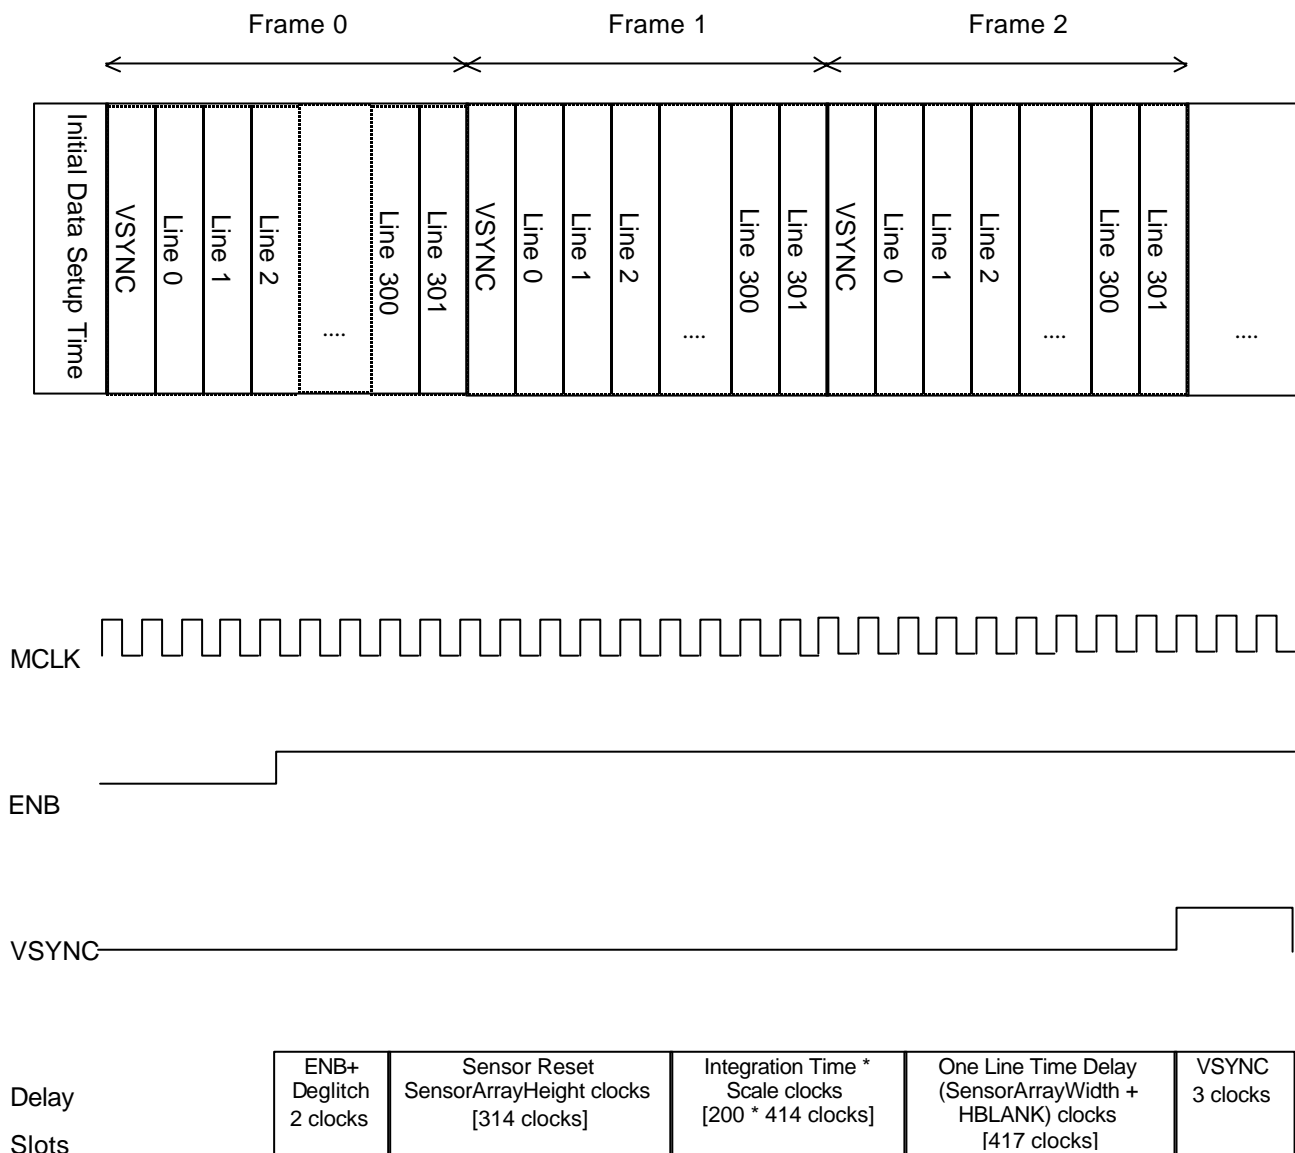 Frame 0 Frame 1 Frame 2
Initial Data Setup Time
VSYNC
Line 0
Line 1
Line 2
....
Line 300
Line 301
VSYNC
Line 0
Line 1
Line 2
....
Line 300
Line 301
VSYNC
Line 0
Line 1
Line 2
....
Line 300
Line 301
....
MCLK
ENB
VSYNC
Delay
Slots
ENB+
Deglitch
2 clocks
Sensor Reset
SensorArrayHeight clocks
[314 clocks]
Integration Time *
Scale clocks
[200 * 414 clocks]
One Line Time Delay
(SensorArrayWidth +
HBLANK) clocks
[417 clocks]
VSYNC
3 clocks